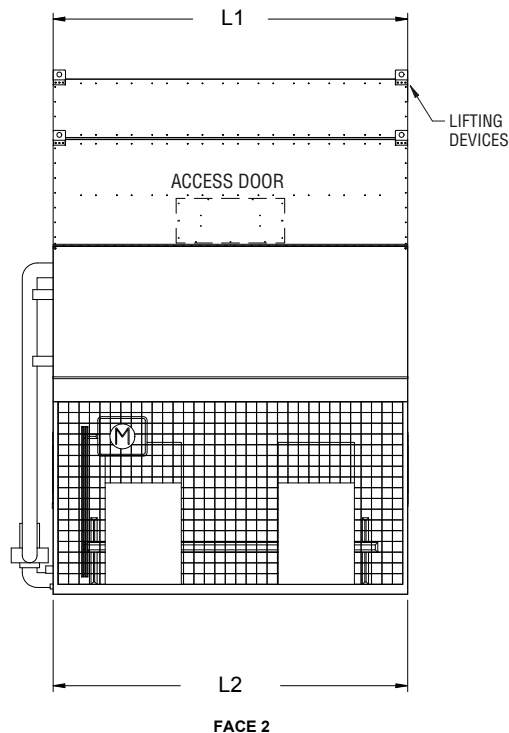 L1
LIFTING
DEVICES
ACCESS DOOR
M
L2
FACE 2